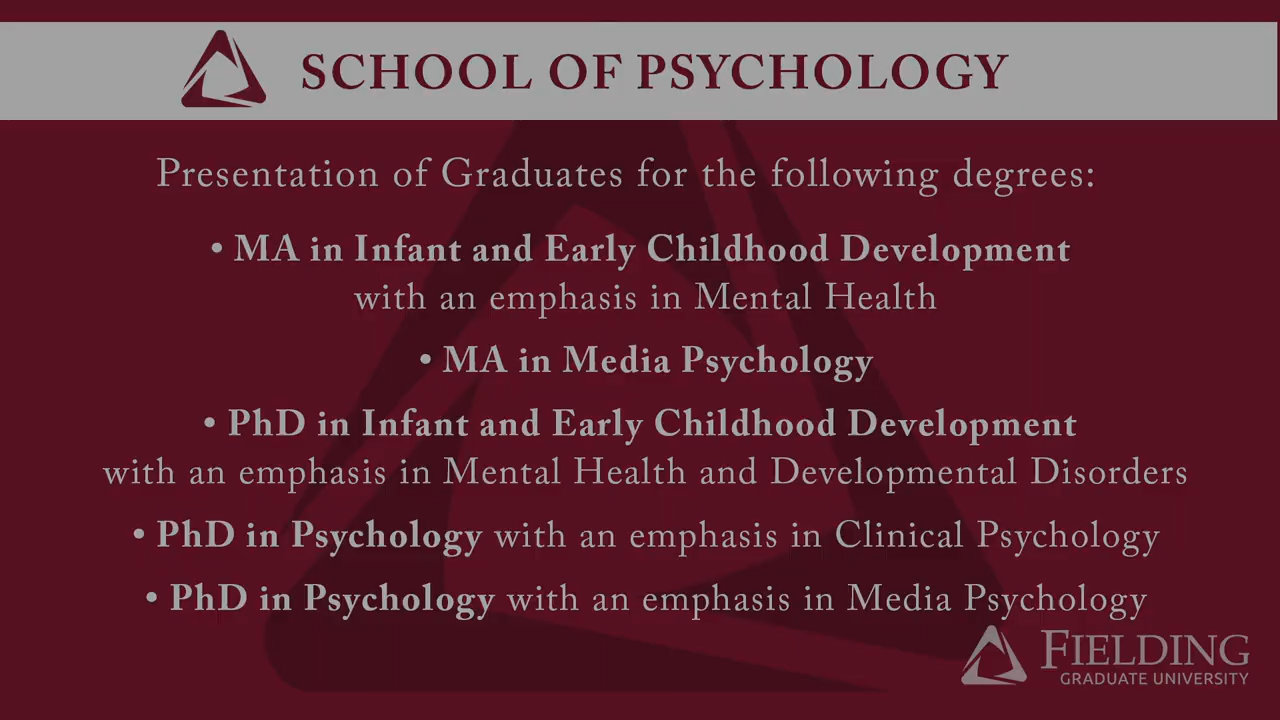 SCHOOL OF PSYCHOLOGY
Presentation of Graduates for the following degrees:
• MA in Infant and Early Childhood Development
with an emphasis in Mental Health
• MA in Media Psychology
• PhD in Infant and Early Childhood Development
with an emphasis in Mental Health and Developmental Disorders
• PhD in Psychology with an emphasis in Clinical Psychology
• PhD in Psychology with an emphasis in Media Psychology
FIELDING
GRADUATE UNIVERSITY